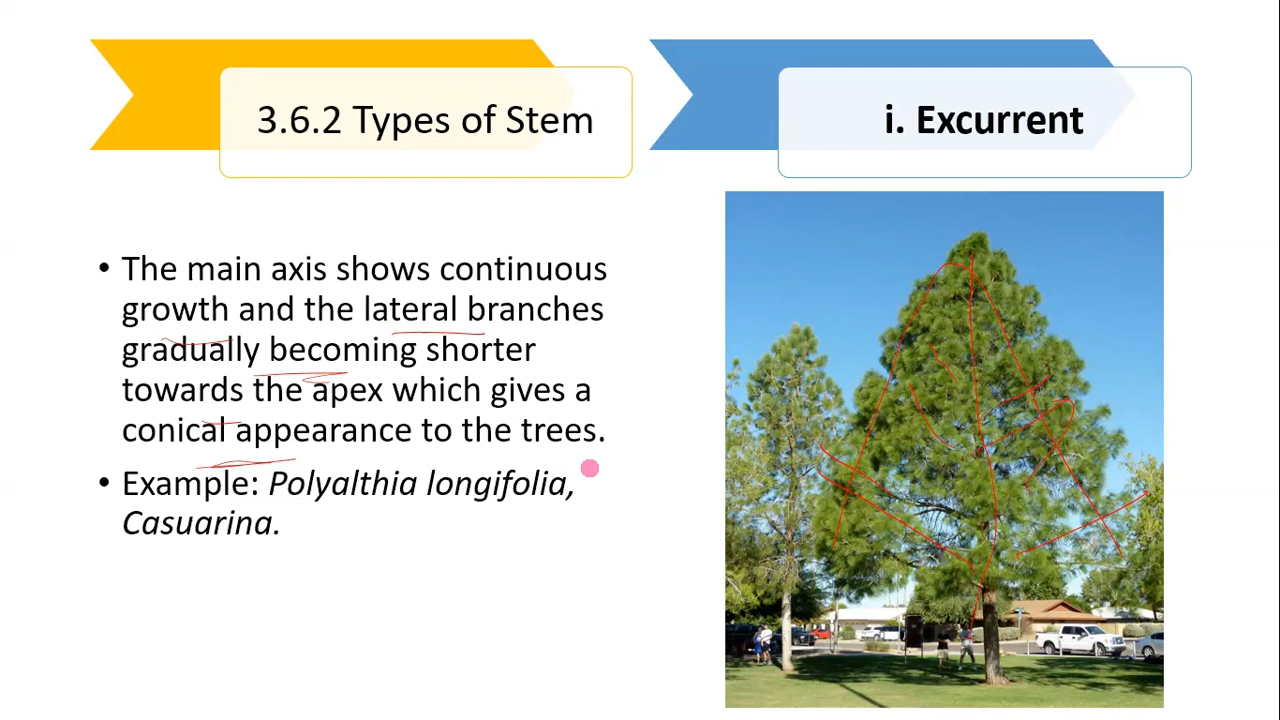 3.6.2 Types of Stem
i. Excurrent
• The main axis shows continuous
growth and the lateral branches
gradually becoming shorter
towards the apex which gives a
conical appearance to the trees.
• Example: Polyalthia longifolia,
Casuarina.